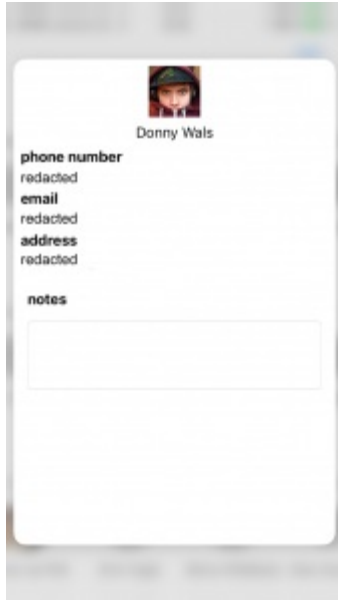 Donny Wals
phone number
redacted
email
redacted
address
redacted
notes